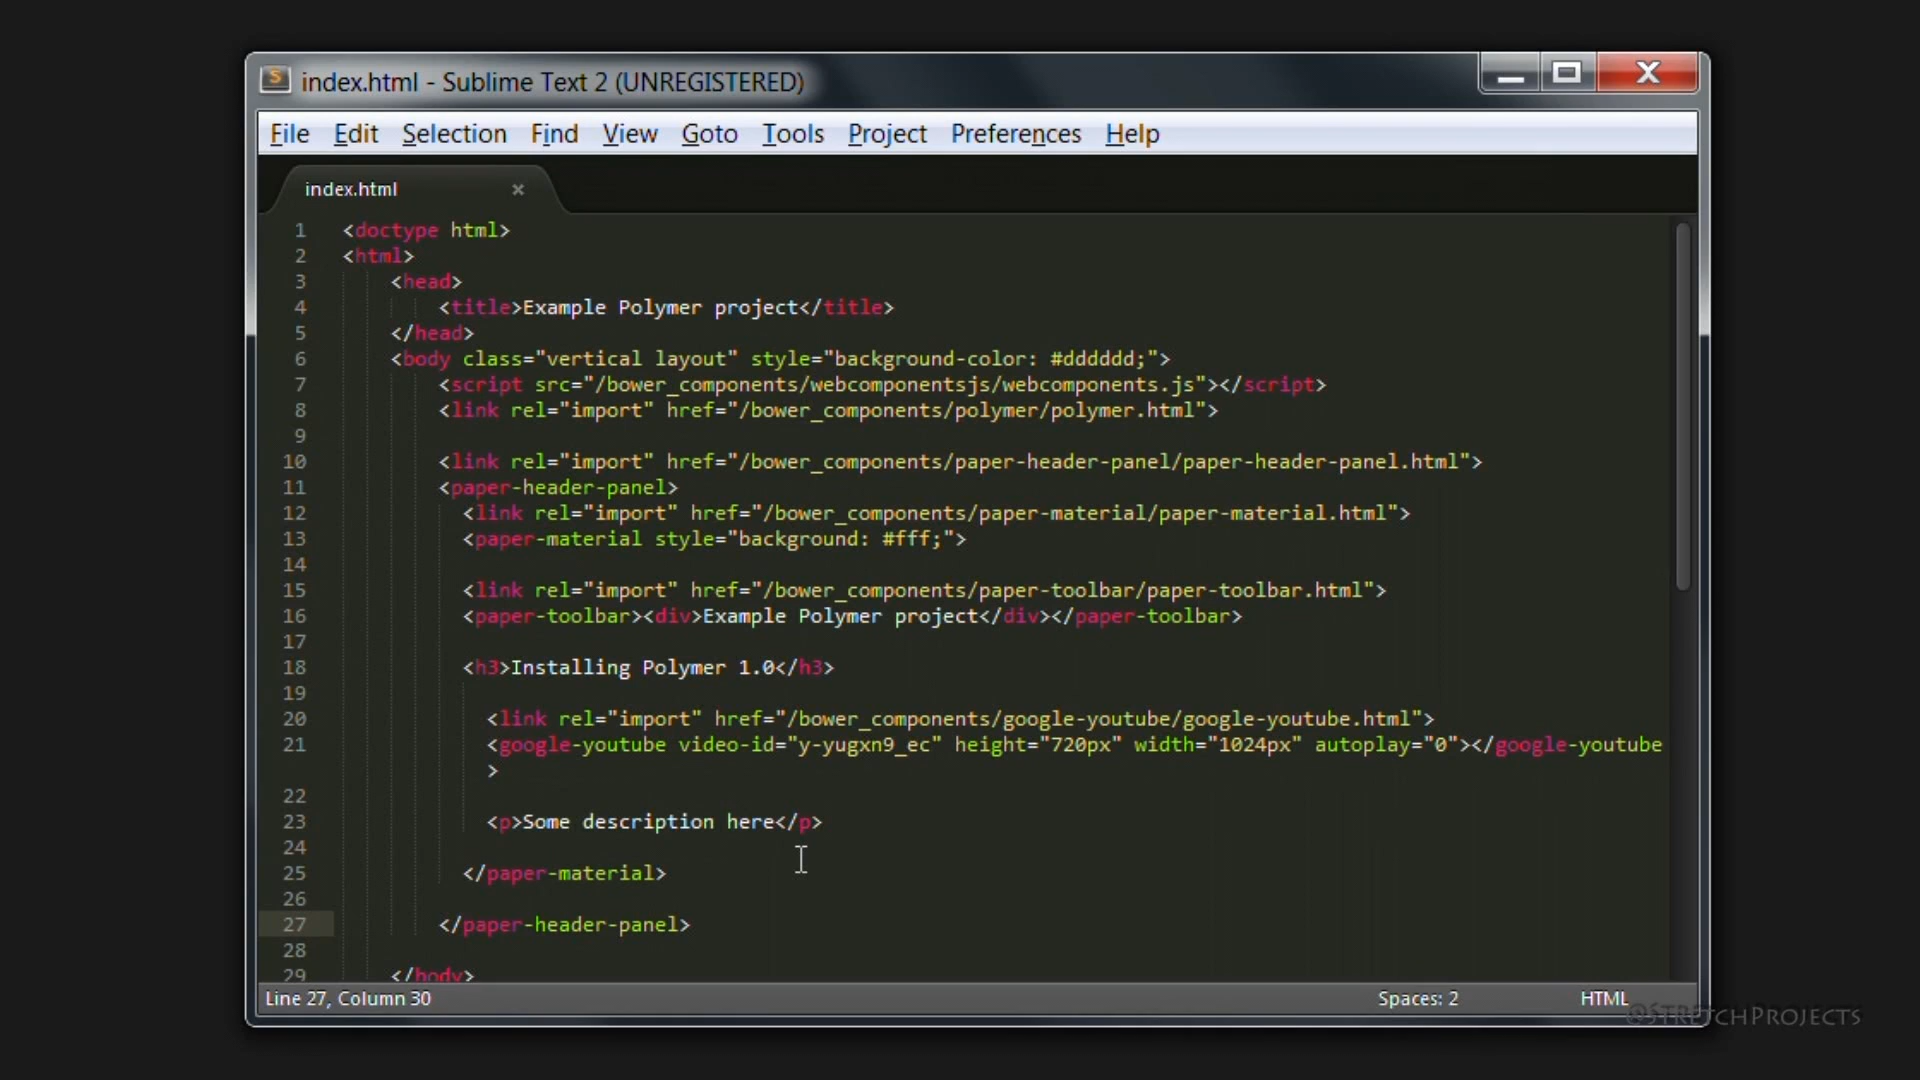 index.html - Sublime Text 2 (UNREGISTERED)
File Edit Selection Find View Goto Tools Project Preferences Help
index.html ×
1 <doctype html>
2 <html>
3 <head>
4 <title>Example Polymer project</title>
5 </head>
6 <body class="vertical layout" style="background-color: #dddddd;">
7 <script src="/bower_components/webcomponentsjs/webcomponents.js"></script>
8 <link rel="import" href="/bower_components/polymer/polymer.html">
9
10 <link rel="import" href="/bower_components/paper-header-panel/paper-header-panel.html">
11 <paper-header-panel>
12 <link rel="import" href="/bower_components/paper-material/paper-material.html">
13 <paper-material style="background: #fff;">
14
15 <link rel="import" href="/bower_components/paper-toolbar/paper-toolbar.html">
16 <paper-toolbar><div>Example Polymer project</div></paper-toolbar>
17
18 <h3>Installing Polymer 1.0</h3>
19
20 <link rel="import" href="/bower_components/google-youtube/google-youtube.html">
21 <google-youtube video-id="y-yugxn9_ec" height="720px" width="1024px" autoplay="0"></google-youtube
>
22
23 <p>Some description here</p>
24
25 </paper-material>
26
27 </paper-header-panel>
28
29 </body>
Line 27, Column 30 Spaces: 2 HTML
@StretchProjects